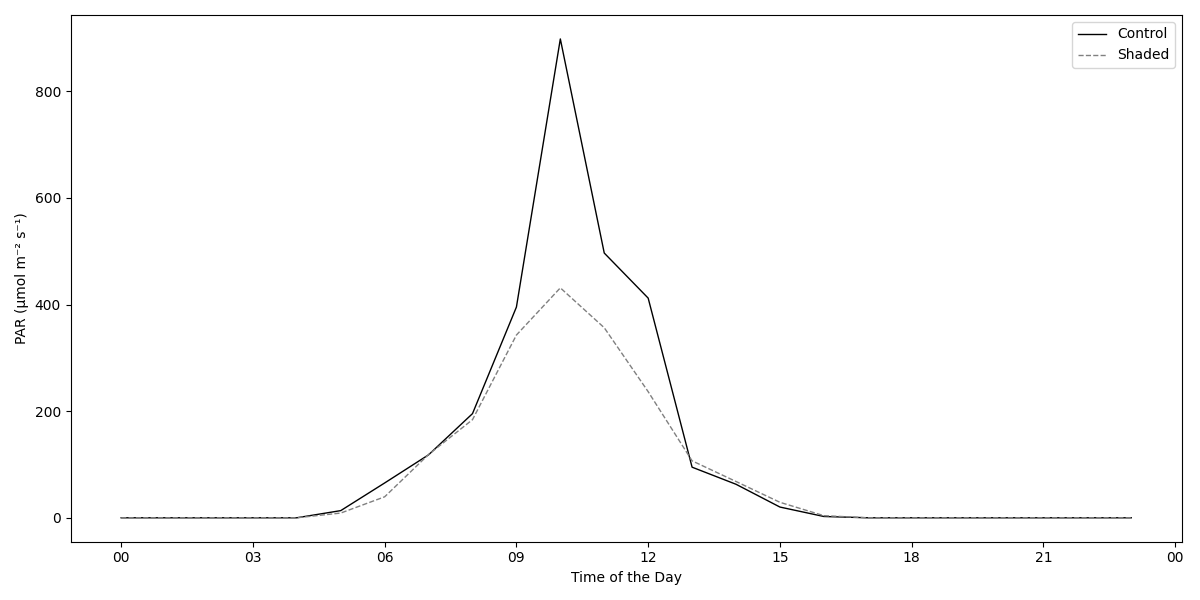 Control
Shaded
800
600
400
200
0
PAR (μmol m⁻² s⁻¹)
00 03 06 09 12 15 18 21 00
Time of the Day